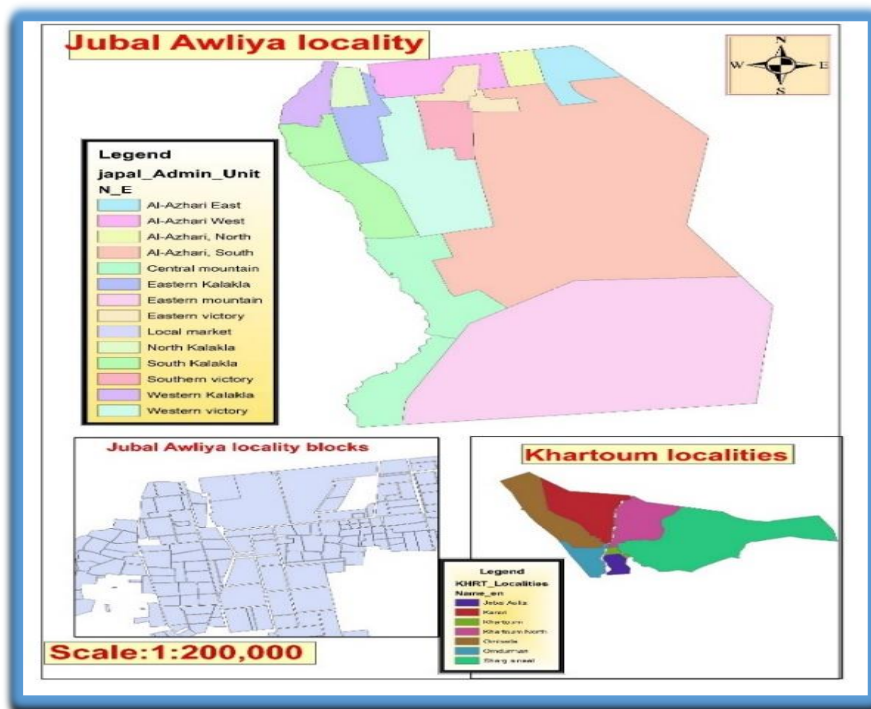 Jubal Awliya locality
N
W E
S
Legend
japal_Admin_Unit
N_E
Al-Azhari East
Al-Azhari West
Al-Azhari, North
Al-Azhari, South
Central mountain
Eastern Kalakla
Eastern mountain
Eastern victory
Local market
North Kalakla
South Kalakla
Southern victory
Western Kalakla
Western victory
Jubal Awliya locality blocks
Khartoum localities
Legend
KHRT_Localities
Name_en
Jebel Aulia
Karari
Khartoum
Khartoum North
Omduman
Scale:1:200,000